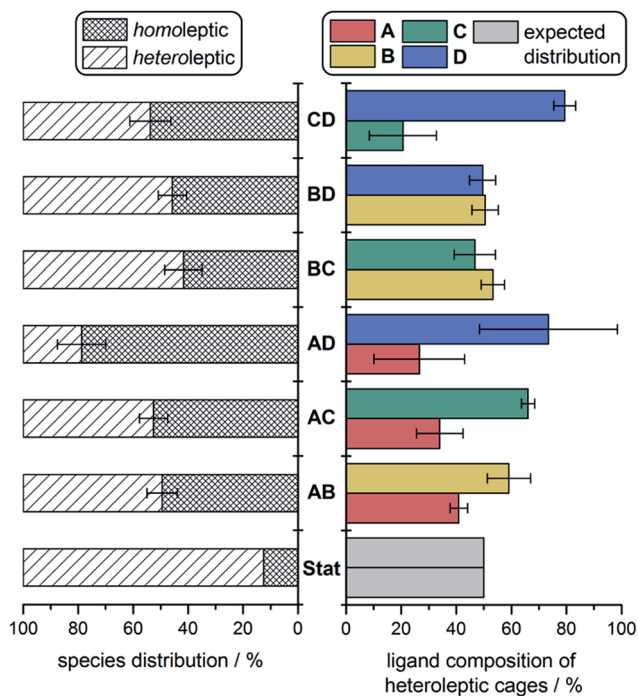 homoleptic
heteroleptic
A C expected
B D distribution
CD
BD
BC
AD
AC
AB
Stat
100 80 60 40 20 0
species distribution / %
0 20 40 60 80 100
ligand composition of
heteroleptic cages / %